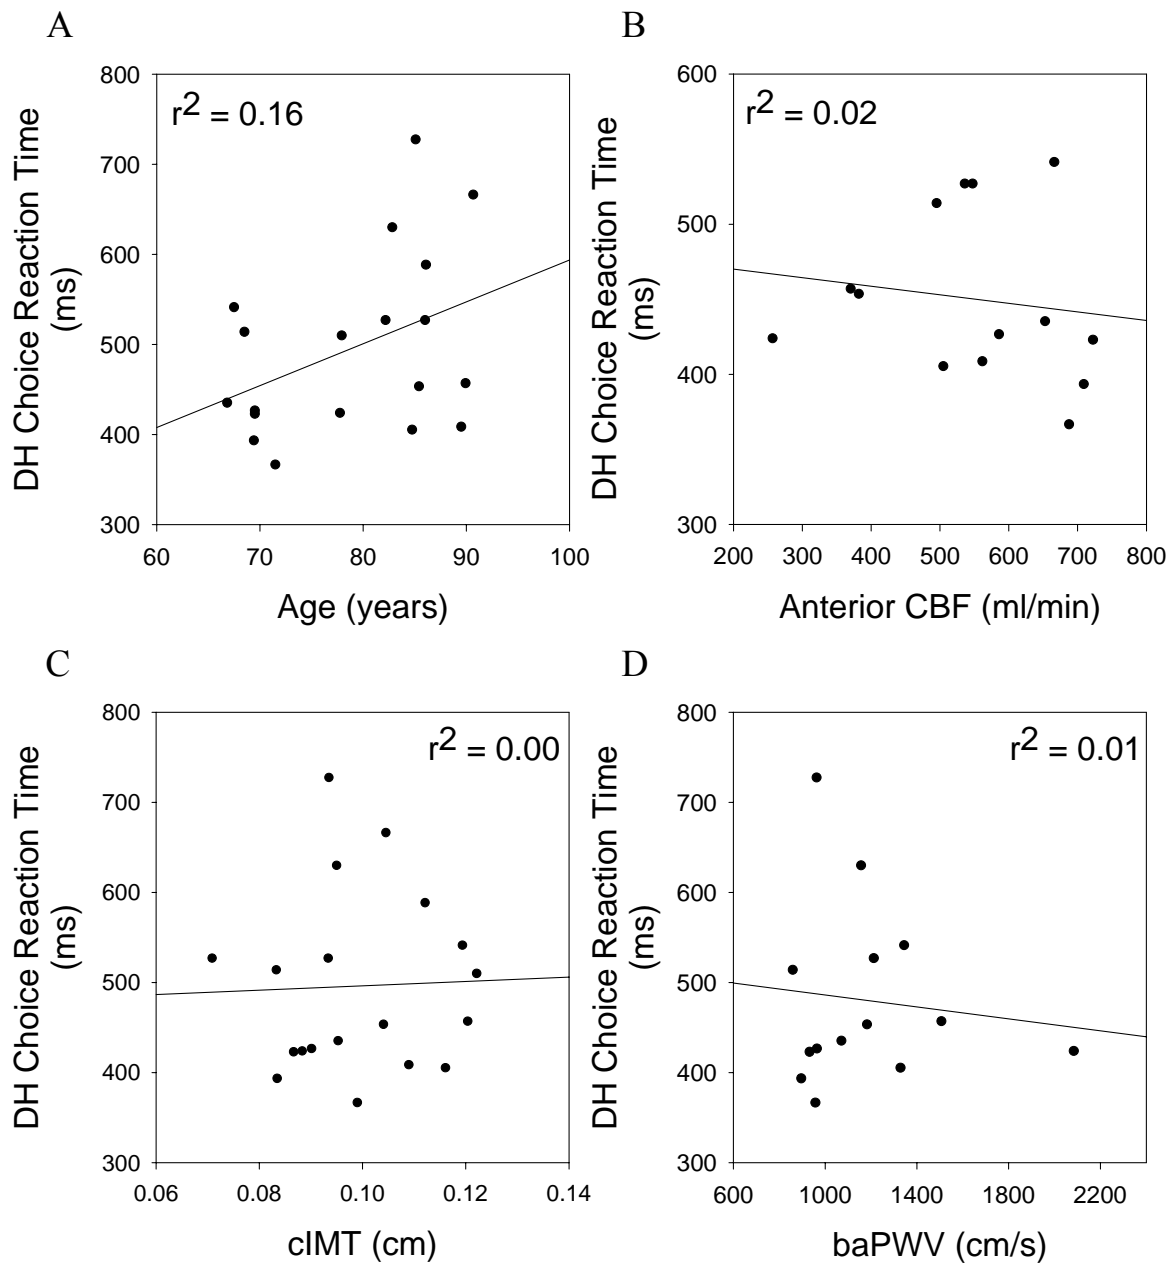 A
DH Choice Reaction Time
(ms)
800
700
600
500
400
300
r² = 0.16
60 70 80 90 100
Age (years)
B
DH Choice Reaction Time
(ms)
600
500
400
300
r² = 0.02
200 300 400 500 600 700 800
Anterior CBF (ml/min)
C
DH Choice Reaction Time
(ms)
800
700
600
500
400
300
r² = 0.00
0.06 0.08 0.10 0.12 0.14
cIMT (cm)
D
DH Choice Reaction Time
(ms)
800
700
600
500
400
300
r² = 0.01
600 1000 1400 1800 2200
baPWV (cm/s)